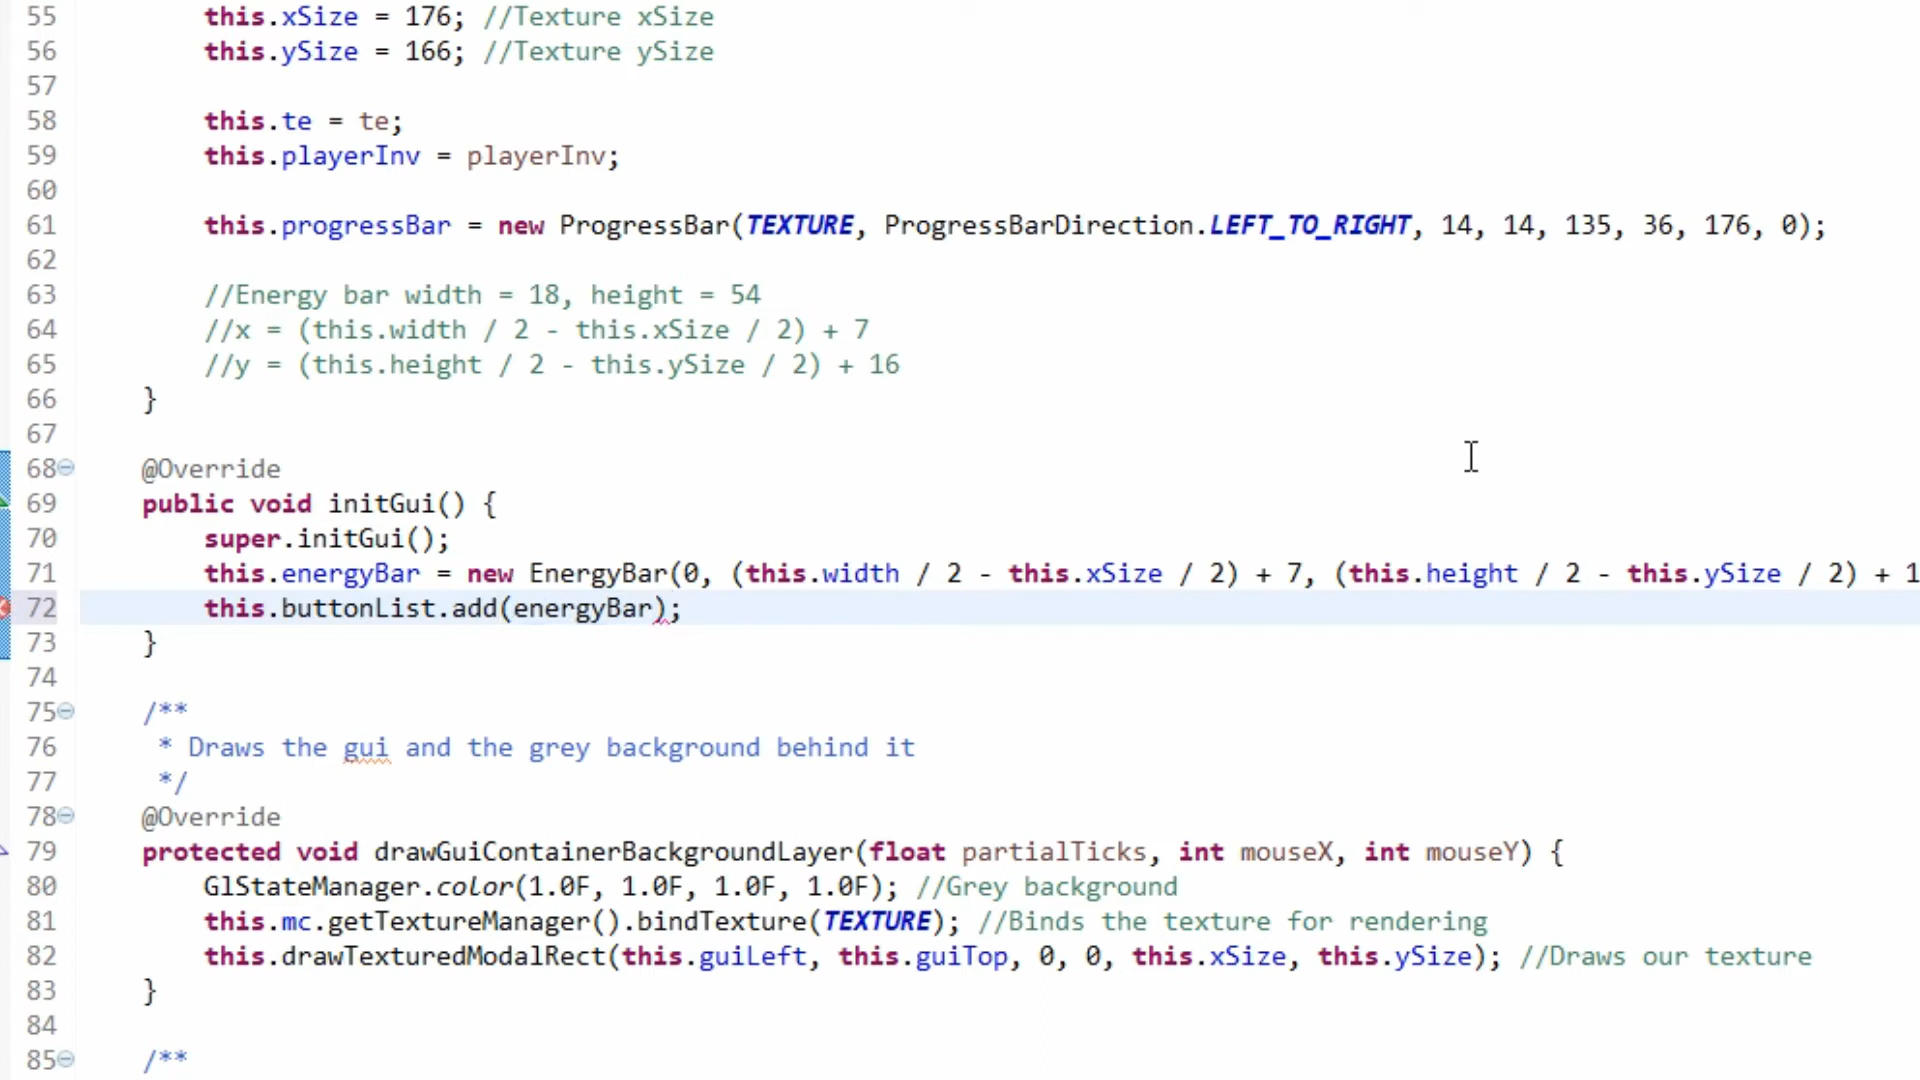 55 this.xSize = 176; //Texture xSize
56 this.ySize = 166; //Texture ySize
57
58 this.te = te;
59 this.playerInv = playerInv;
60
61 this.progressBar = new ProgressBar(TEXTURE, ProgressBarDirection.LEFT_TO_RIGHT, 14, 14, 135, 36, 176, 0);
62
63 //Energy bar width = 18, height = 54
64 //x = (this.width / 2 - this.xSize / 2) + 7
65 //y = (this.height / 2 - this.ySize / 2) + 16
66 }
67
68 @Override
69 public void initGui() {
70 super.initGui();
71 this.energyBar = new EnergyBar(0, (this.width / 2 - this.xSize / 2) + 7, (this.height / 2 - this.ySize / 2) + 1
72 this.buttonList.add(energyBar);
73 }
74
75 /**
76 * Draws the gui and the grey background behind it
77 */
78 @Override
79 protected void drawGuiContainerBackgroundLayer(float partialTicks, int mouseX, int mouseY) {
80 GlStateManager.color(1.0F, 1.0F, 1.0F, 1.0F); //Grey background
81 this.mc.getTextureManager().bindTexture(TEXTURE); //Binds the texture for rendering
82 this.drawTexturedModalRect(this.guiLeft, this.guiTop, 0, 0, this.xSize, this.ySize); //Draws our texture
83 }
84
85 /**